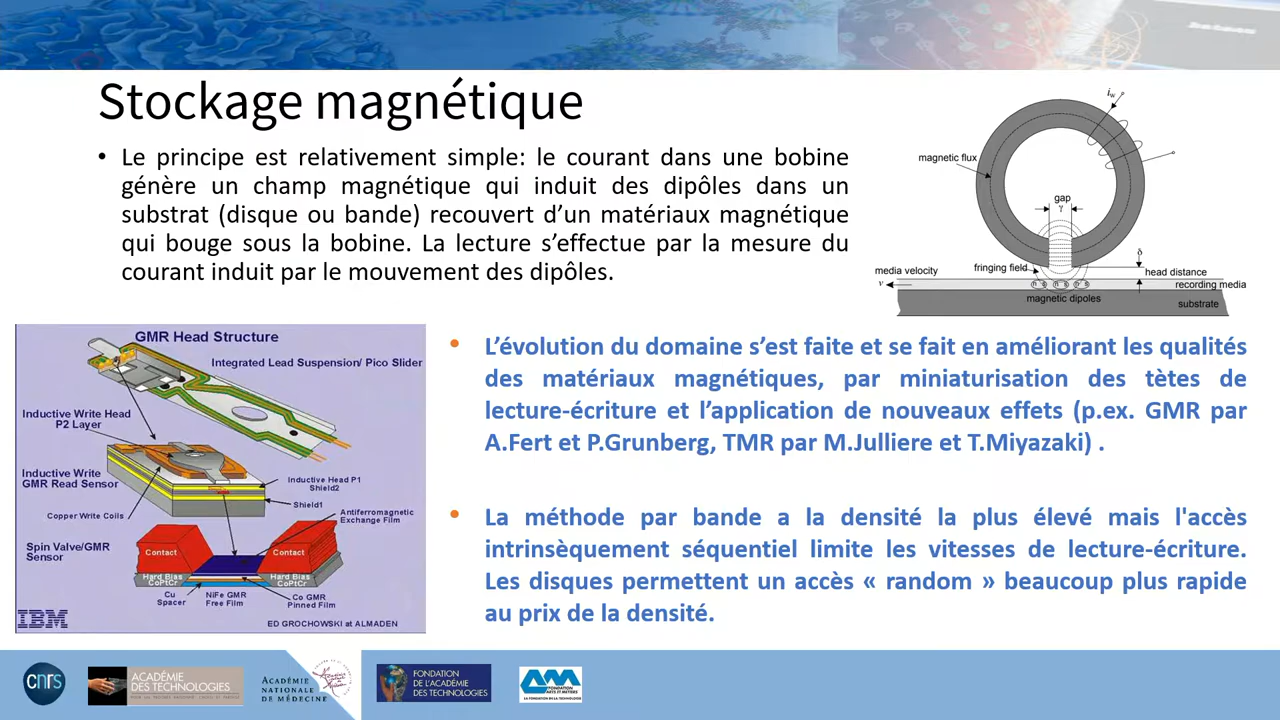 Stockage magnétique
• Le principe est relativement simple: le courant dans une bobine
génère un champ magnétique qui induit des dipôles dans un
substrat (disque ou bande) recouvert d’un matériaux magnétique
qui bouge sous la bobine. La lecture s’effectue par la mesure du
courant induit par le mouvement des dipôles.
i w
magnetic flux
gap
γ
δ
fringing field
media velocity
head distance
v
recording media
magnetic dipoles
substrate
GMR Head Structure
Integrated Lead Suspension/ Pico Slider
Inductive Write Head
P2 Layer
Inductive Write
GMR Read Sensor
Inductive Head P1
Shield2
Shield1
Copper Write Coils
Antiferromagnetic
Exchange Film
Spin Valve/GMR
Sensor
Contact
Contact
Hard Bias
CoPtCr
Hard Bias
CoPtCr
Cu
Spacer
NiFe GMR
Free Film
Co GMR
Pinned Film
IBM
ED GROCHOWSKI at ALMADEN
• L’évolution du domaine s’est faite et se fait en améliorant les qualités
des matériaux magnétiques, par miniaturisation des tètes de
lecture-écriture et l’application de nouveaux effets (p.ex. GMR par
A.Fert et P.Grunberg, TMR par M.Julliere et T.Miyazaki) .
• La méthode par bande a la densité la plus élevé mais l'accès
intrinsèquement séquentiel limite les vitesses de lecture-écriture.
Les disques permettent un accès « random » beaucoup plus rapide
au prix de la densité.
cnrs
ACADÉMIE
DES TECHNOLOGIES
ACADÉMIE
NATIONALE
DE MÉDECINE
FONDATION
DE L'ACADÉMIE
DES TECHNOLOGIES
AM
FONDATION
ARTS ET MÉTIERS
LA FONDATION DE LA TECHNOLOGIE